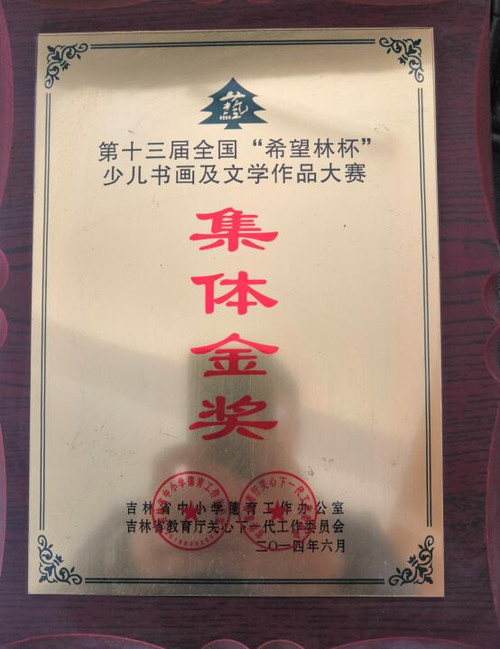 藝
第十三届全国“希望林杯”
少儿书画及文学作品大赛
集
体
金
奖
吉林省中小学德育工作办公室
吉林省教育厅关心下一代工作委员会
二〇一四年六月